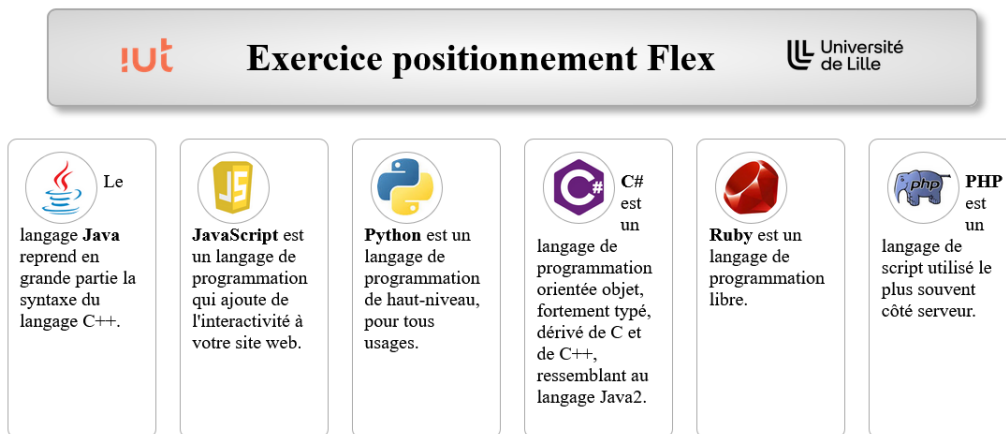 iut
Exercice positionnement Flex
Université
de Lille
Le
langage Java
reprend en
grande partie la
syntaxe du
langage C++.
JS
JavaScript est
un langage de
programmation
qui ajoute de
l'interactivité à
votre site web.
Python est un
langage de
programmation
de haut-niveau,
pour tous
usages.
C#
C#
est
un
langage de
programmation
orientée objet,
fortement typé,
dérivé de C et
de C++,
ressemblant au
langage Java2.
Ruby est un
langage de
programmation
libre.
php
PHP
est
un
langage de
script utilisé le
plus souvent
côté serveur.